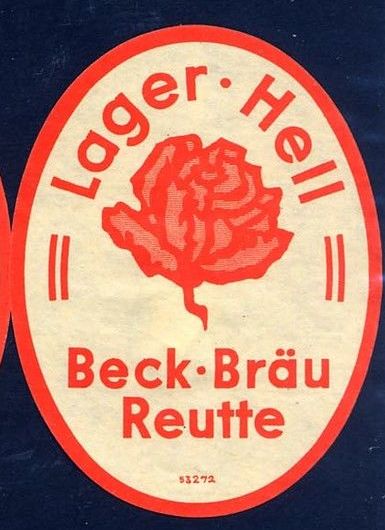 Lager · Hell
Beck · Bräu
Reutte
53272